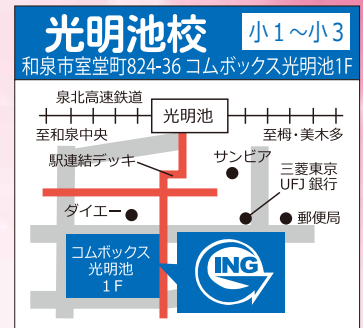 光明池校
小1～小3
和泉市室堂町824-36 コムボックス光明池1F
泉北高速鉄道
光明池
至和泉中央
至栂・美木多
駅連結デッキ
サンピア
三菱東京
UFJ 銀行
ダイエー
郵便局
コムボックス
光明池
1F
ING